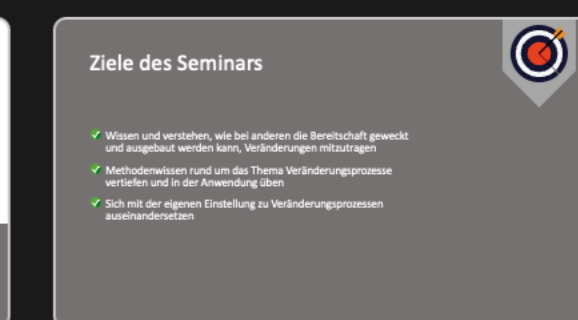 Ziele des Seminars
Wissen und verstehen, wie bei anderen die Bereitschaft geweckt
und ausgebaut werden kann, Veränderungen mitzutragen
Methodenwissen rund um das Thema Veränderungsprozesse
vertiefen und in der Anwendung üben
Sich mit der eigenen Einstellung zu Veränderungsprozessen
auseinandersetzen